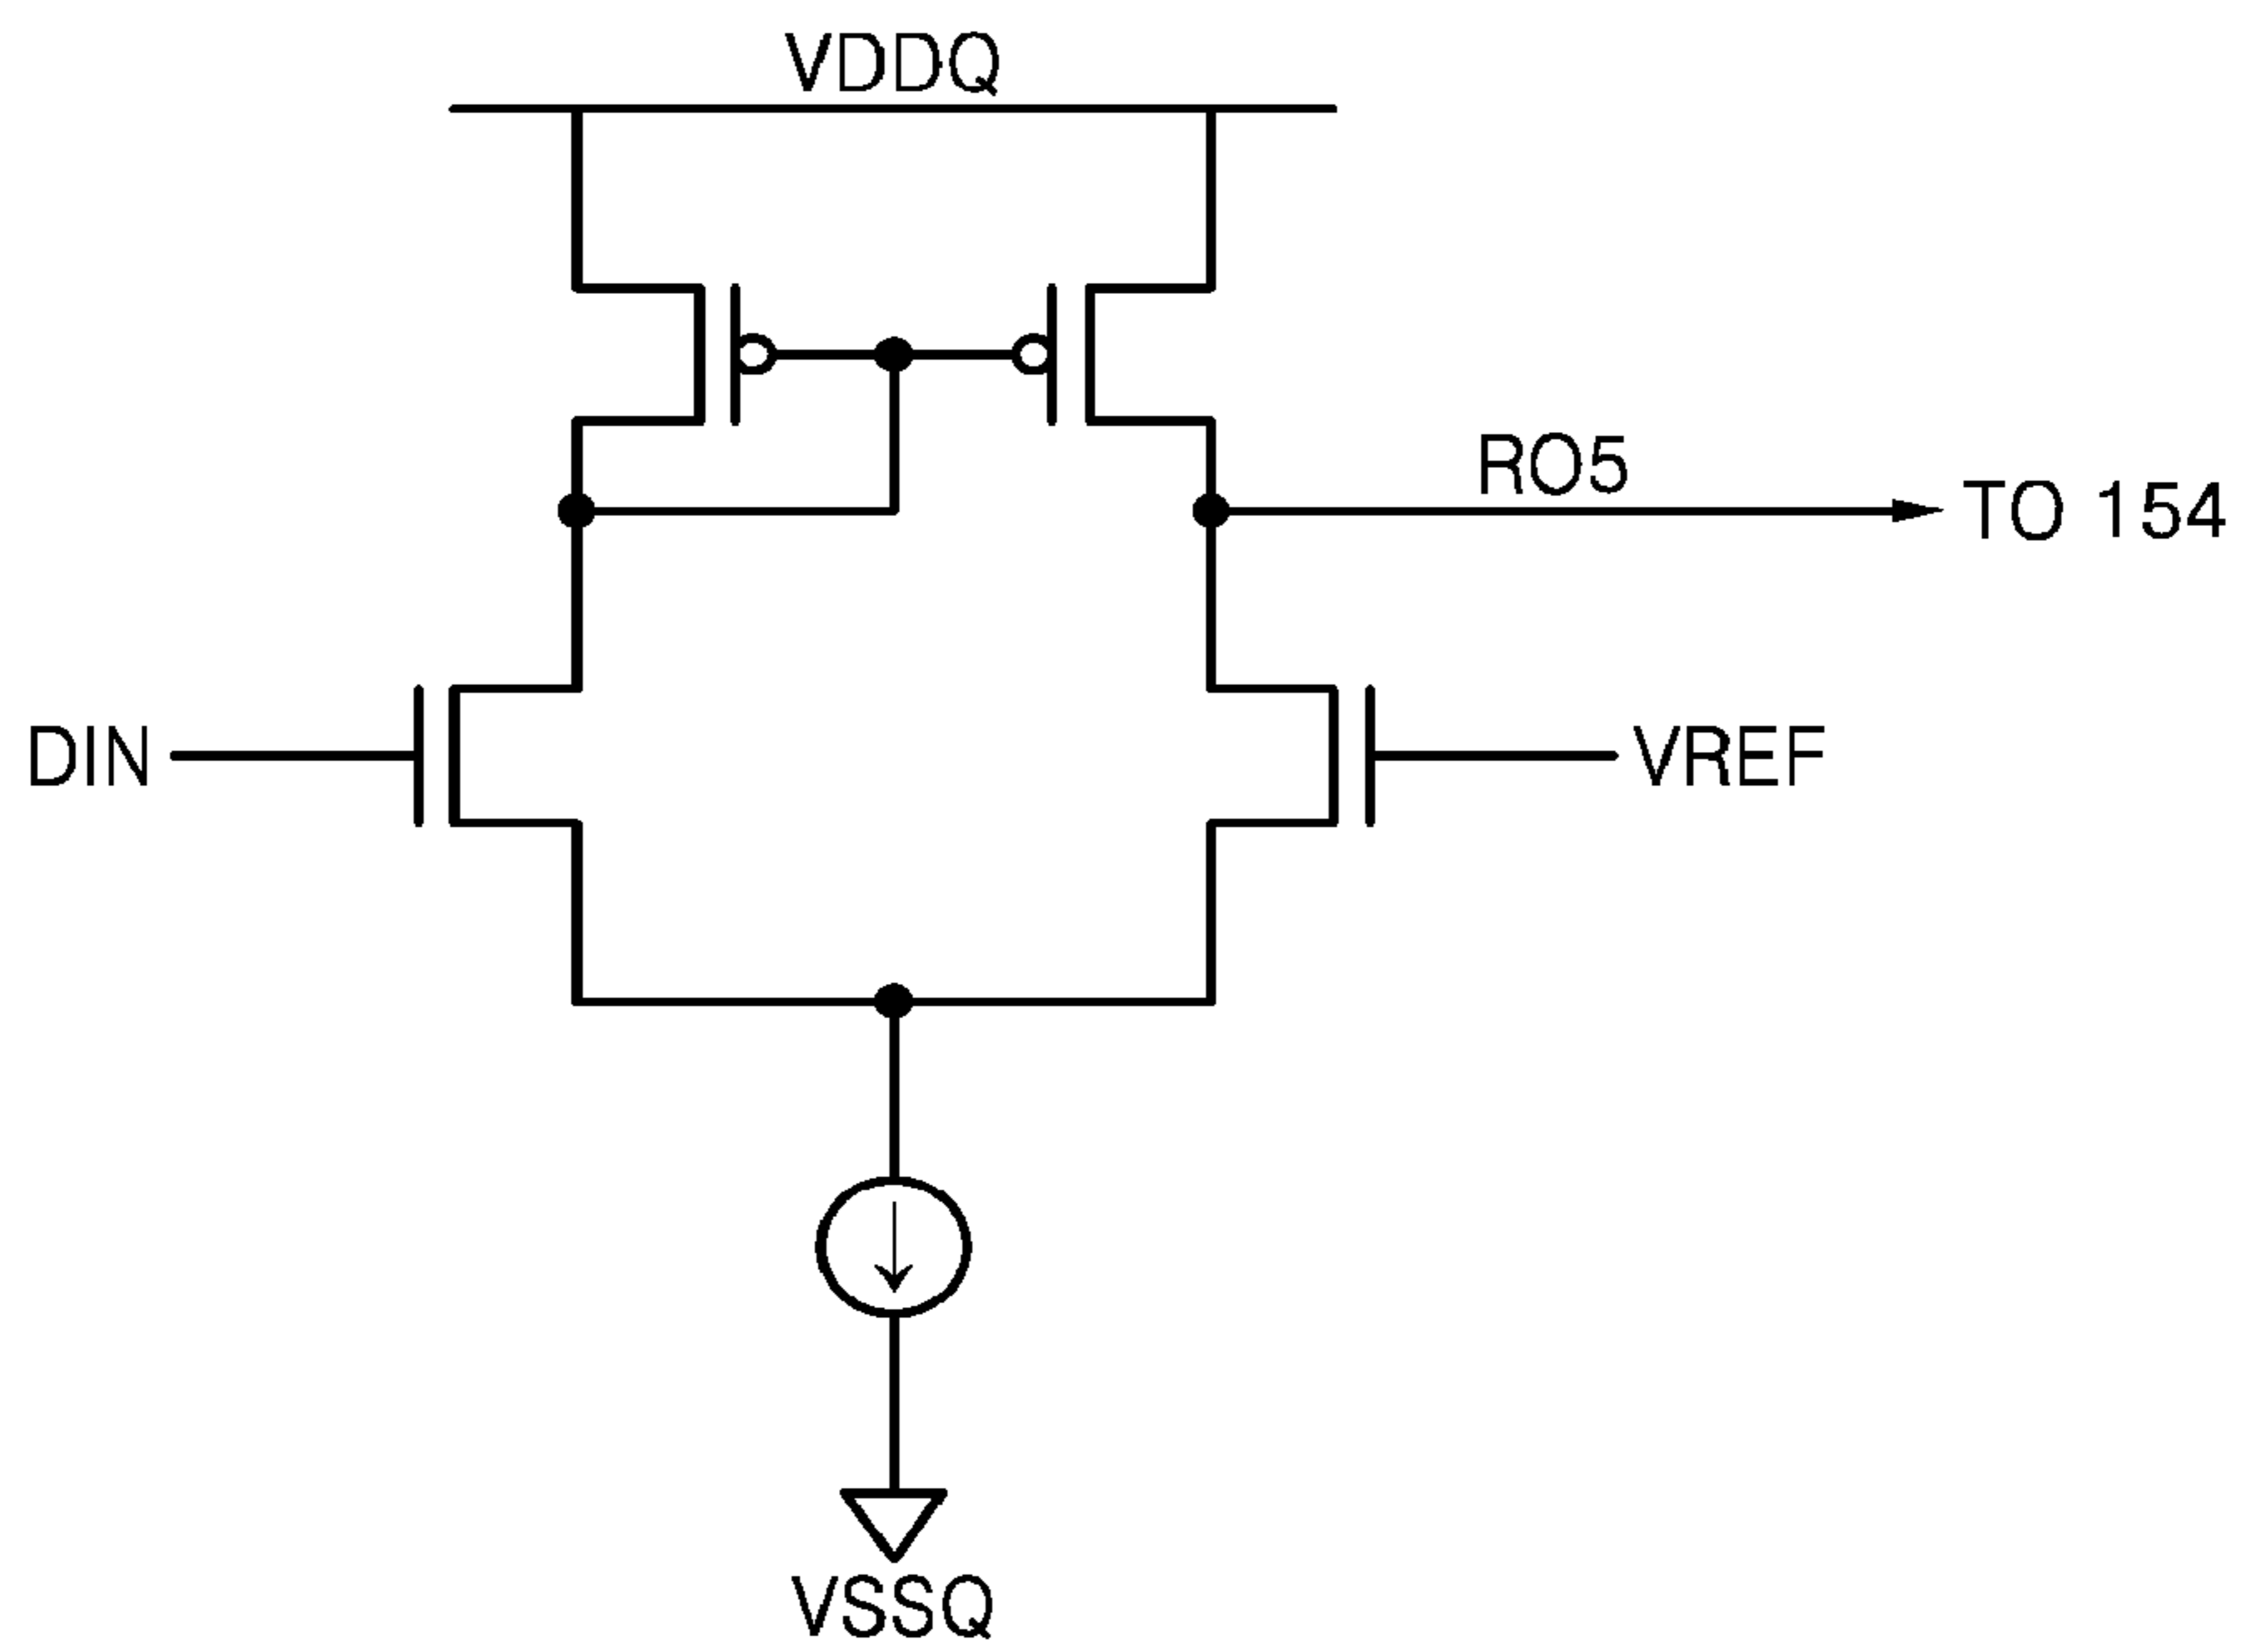 VDDQ
RO5
TO 154
DIN
VREF
VSSQ